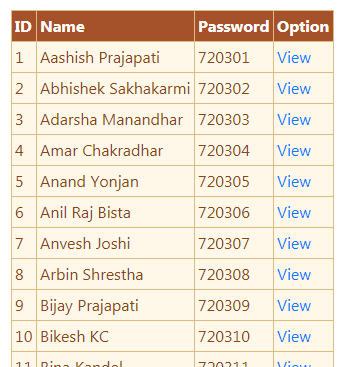 ID Name Password Option
1 Aashish Prajapati 720301 View
2 Abhishek Sakhakarmi 720302 View
3 Adarsha Manandhar 720303 View
4 Amar Chakradhar 720304 View
5 Anand Yonjan 720305 View
6 Anil Raj Bista 720306 View
7 Anvesh Joshi 720307 View
8 Arbin Shrestha 720308 View
9 Bijay Prajapati 720309 View
10 Bikesh KC 720310 View
11 Bina Kandel 720311 View